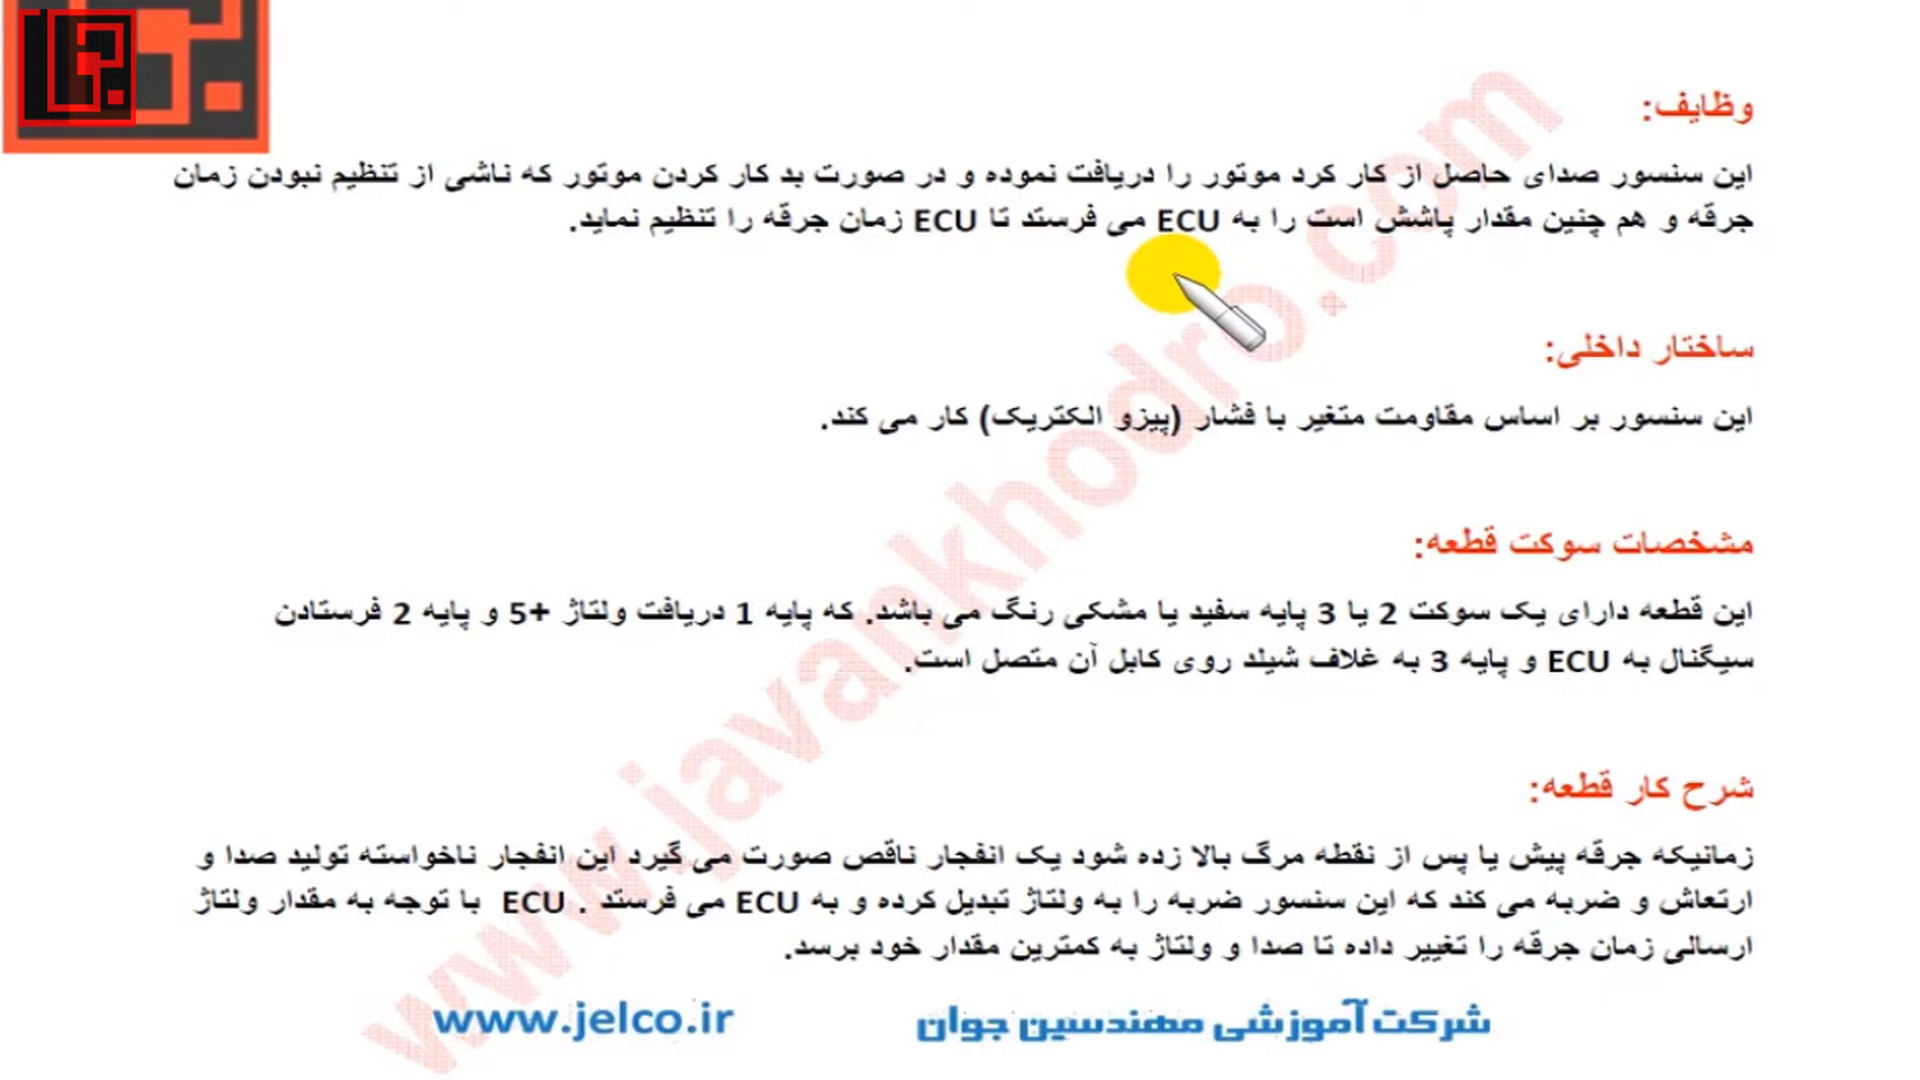 وظایف:
این سنسور صدای حاصل از کار کرد موتور را دریافت نموده و در صورت بد کار کردن موتور که ناشی از تنظیم نبودن زمان
جرقه و هم چنین مقدار پاشش است را به ECU می فرستد تا ECU زمان جرقه را تنظیم نماید.
ساختار داخلی:
این سنسور بر اساس مقاومت متغیر با فشار (پیزو الکتریک) کار می کند.
مشخصات سوکت قطعه:
این قطعه دارای یک سوکت 2 یا 3 پایه سفید یا مشکی رنگ می باشد. که پایه 1 دریافت ولتاژ +5 و پایه 2 فرستادن
سیگنال به ECU و پایه 3 به غلاف شیلد روی کابل آن متصل است.
شرح کار قطعه:
زمانیکه جرقه پیش یا پس از نقطه مرگ بالا زده شود یک انفجار ناقص صورت می گیرد این انفجار ناخواسته تولید صدا و
ارتعاش و ضربه می کند که این سنسور ضربه را به ولتاژ تبدیل کرده و به ECU می فرستد . ECU با توجه به مقدار ولتاژ
ارسالی زمان جرقه را تغییر داده تا صدا و ولتاژ به کمترین مقدار خود برسد.
شرکت آموزشی مهندسین جوان www.jelco.ir
www.javankhodro.com